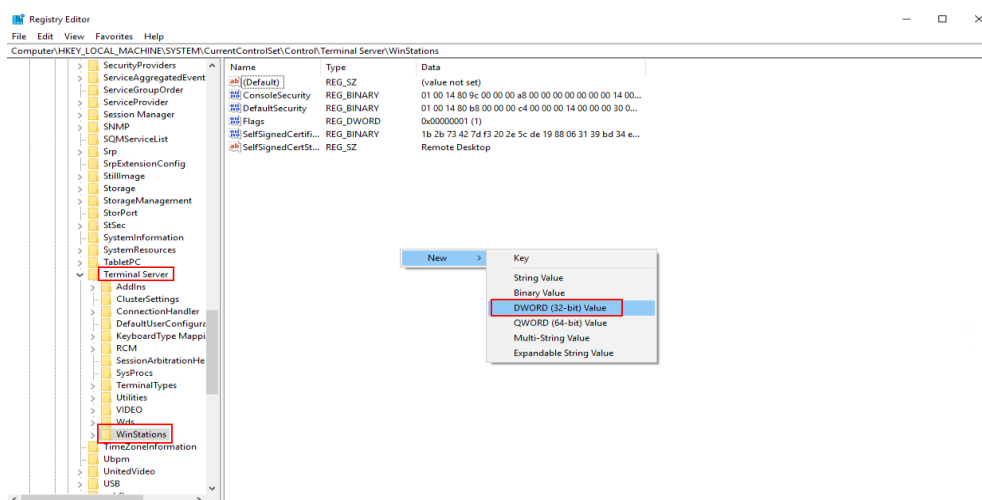 Registry Editor
File Edit View Favorites Help
Computer\HKEY_LOCAL_MACHINE\SYSTEM\CurrentControlSet\Control\Terminal Server\WinStations
SecurityProviders
ServiceAggregatedEvent
ServiceGroupOrder
ServiceProvider
Session Manager
SNMP
SQMServiceList
Srp
SrpExtensionConfig
StillImage
Storage
StorageManagement
StorPort
StSec
SystemInformation
SystemResources
TabletPC
Terminal Server
AddIns
ClusterSettings
ConnectionHandler
DefaultUserConfigura
KeyboardType Mappi
RCM
SessionArbitrationHe
SysProcs
TerminalTypes
Utilities
VIDEO
Wds
WinStations
TimeZoneInformation
Ubpm
UnitedVideo
USB
Name Type Data
(Default) REG_SZ (value not set)
ConsoleSecurity REG_BINARY 01 00 14 80 9c 00 00 00 a8 00 00 00 00 00 00 00 14 00...
DefaultSecurity REG_BINARY 01 00 14 80 b8 00 00 00 c4 00 00 00 14 00 00 00 30 0...
Flags REG_DWORD 0x00000001 (1)
SelfSignedCertifi... REG_BINARY 1b 2b 73 42 7d f3 20 2e 5c de 19 88 06 31 39 bd 34 e...
SelfSignedCertSt... REG_SZ Remote Desktop
New
Key
String Value
Binary Value
DWORD (32-bit) Value
QWORD (64-bit) Value
Multi-String Value
Expandable String Value